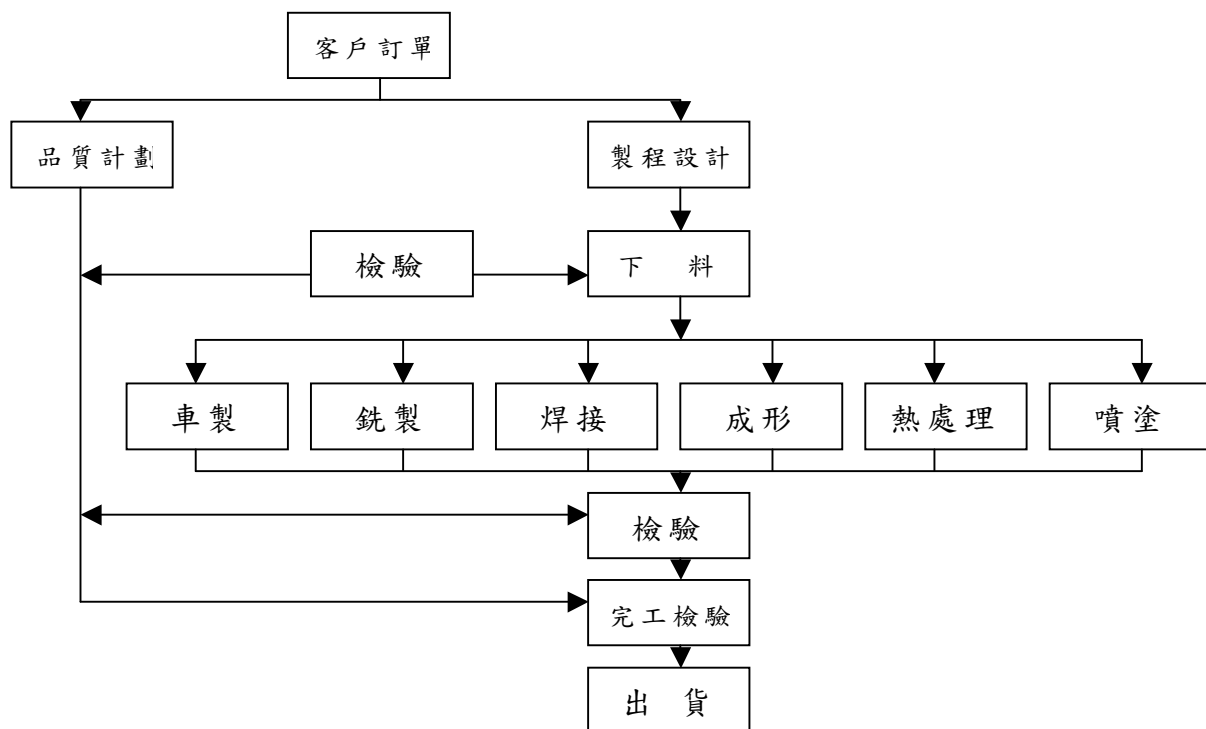 客戶訂單
品質計劃
製程設計
檢驗
下 料
車製
銑製
焊接
成形
熱處理
噴塗
檢驗
完工檢驗
出 貨